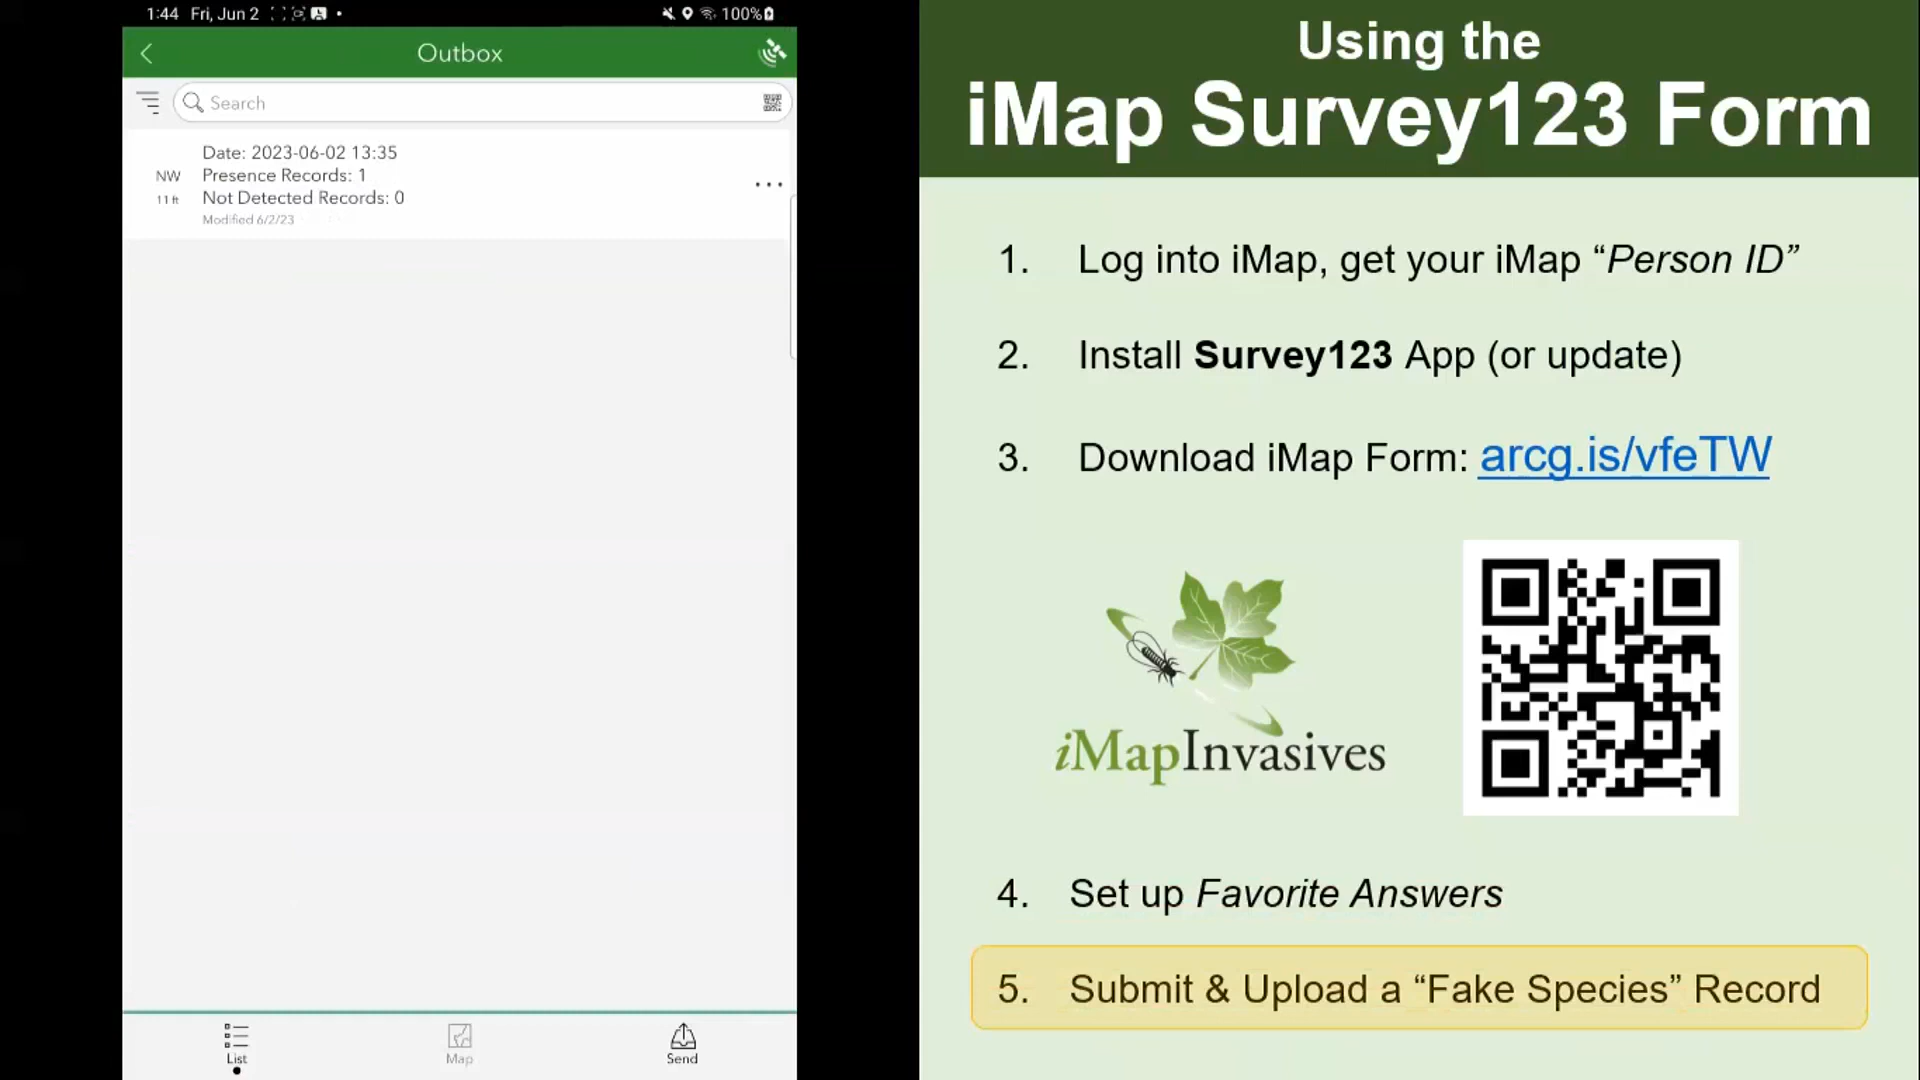 1:44 Fri, Jun 2
100%
Outbox
Search
Date: 2023-06-02 13:35
NW
Presence Records: 1
11 ft
Not Detected Records: 0
Modified 6/2/23
List
Map
Send
Using the
iMap Survey123 Form
1. Log into iMap, get your iMap “Person ID”
2. Install Survey123 App (or update)
3. Download iMap Form: arcg.is/vfeTW
iMapInvasives
4. Set up Favorite Answers
5. Submit & Upload a “Fake Species” Record